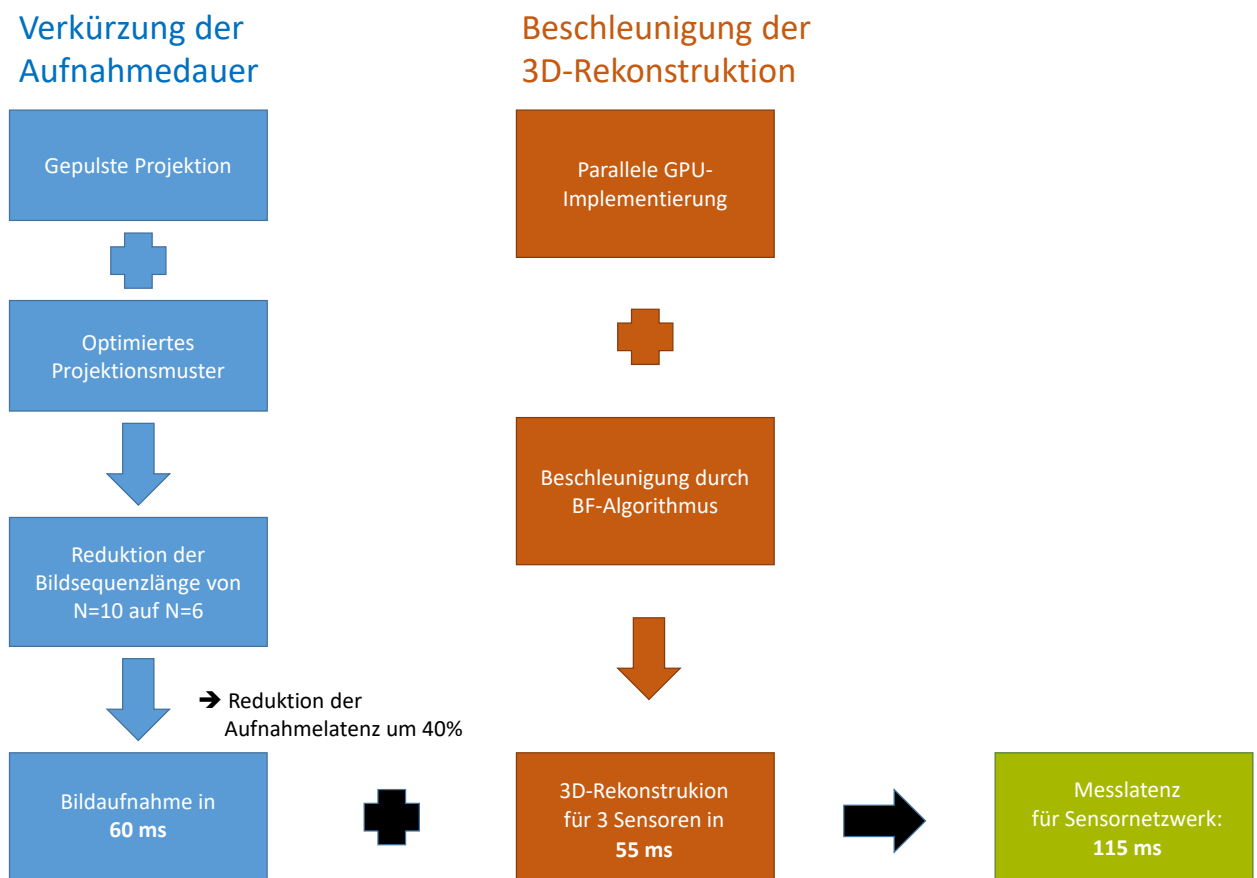 Verkürzung der
Aufnahmedauer
Gepulste Projektion
Optimiertes
Projektionsmuster
Reduktion der
Bildsequenzlänge von
N=10 auf N=6
➔ Reduktion der
Aufnahmelatenz um 40%
Bildaufnahme in
60 ms
Beschleunigung der
3D-Rekonstruktion
Parallele GPU-
Implementierung
Beschleunigung durch
BF-Algorithmus
3D-Rekonstrukion
für 3 Sensoren in
55 ms
Messlatenz
für Sensornetzwerk:
115 ms